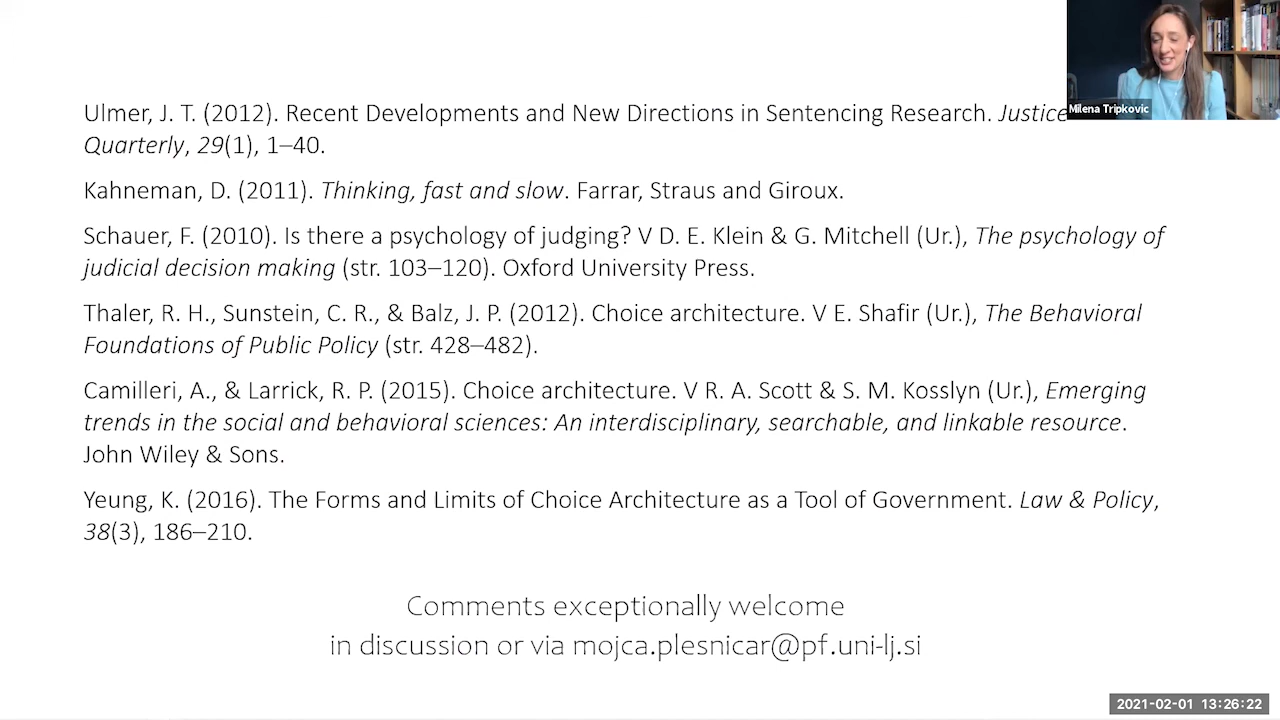 Milena Tripkovic
Ulmer, J. T. (2012). Recent Developments and New Directions in Sentencing Research. Justice
Quarterly, 29(1), 1–40.
Kahneman, D. (2011). Thinking, fast and slow. Farrar, Straus and Giroux.
Schauer, F. (2010). Is there a psychology of judging? V D. E. Klein & G. Mitchell (Ur.), The psychology of
judicial decision making (str. 103–120). Oxford University Press.
Thaler, R. H., Sunstein, C. R., & Balz, J. P. (2012). Choice architecture. V E. Shafir (Ur.), The Behavioral
Foundations of Public Policy (str. 428–482).
Camilleri, A., & Larrick, R. P. (2015). Choice architecture. V R. A. Scott & S. M. Kosslyn (Ur.), Emerging
trends in the social and behavioral sciences: An interdisciplinary, searchable, and linkable resource.
John Wiley & Sons.
Yeung, K. (2016). The Forms and Limits of Choice Architecture as a Tool of Government. Law & Policy,
38(3), 186–210.
Comments exceptionally welcome
in discussion or via mojca.plesnicar@pf.uni-lj.si
2021-02-01 13:26:22